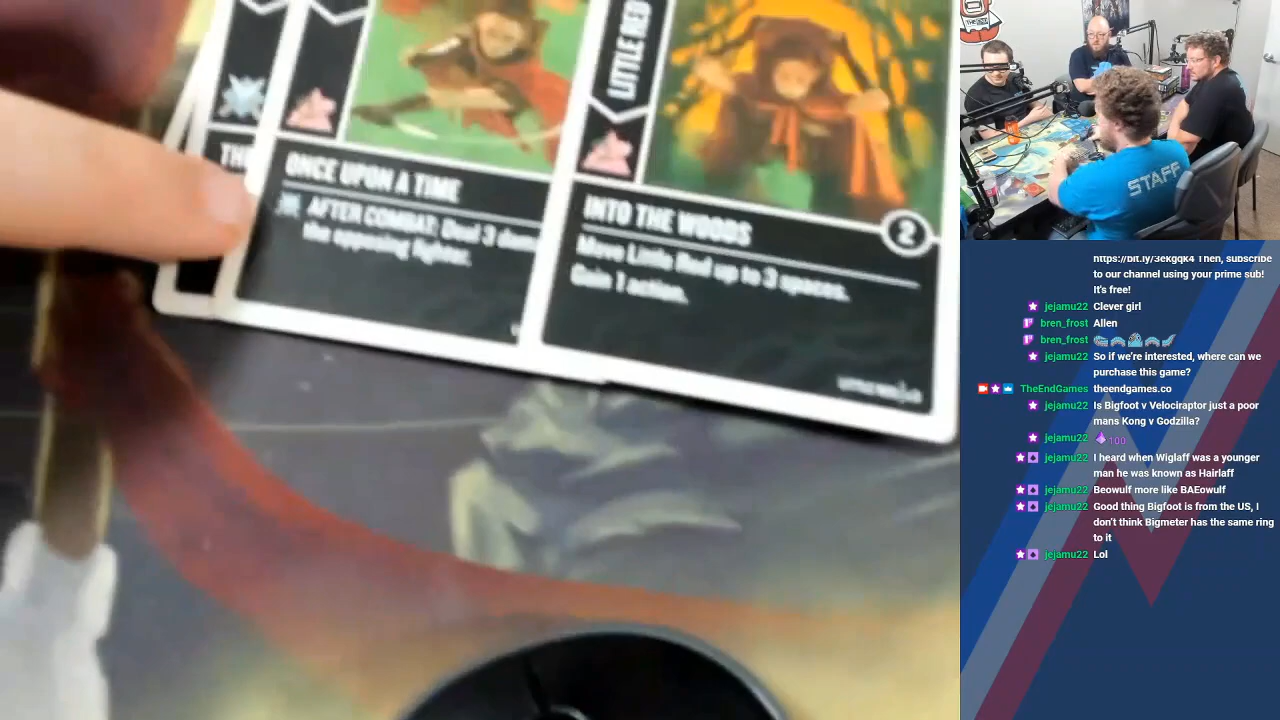 LITTLE RED
ONCE UPON A TIME
AFTER COMBAT: Deal 3
the opposing fighter.
INTO THE WOODS
2
Move Little Red up to 3 spaces.
Gain 1 action.
STAFF
https://bit.ly/3ekgqk4 Then, subscribe
to our channel using your prime sub!
It's free!
jejamu22 Clever girl
bren_frost Allen
bren_frost
jejamu22 So if we're interested, where can we
purchase this game?
TheEndGames theendgames.co
jejamu22 Is Bigfoot v Velociraptor just a poor
mans Kong v Godzilla?
jejamu22 100
jejamu22 I heard when Wiglaff was a younger
man he was known as Hairlaff
jejamu22 Beowulf more like BAEowulf
jejamu22 Good thing Bigfoot is from the US, I
don't think Bigmeter has the same ring
to it
jejamu22 Lol